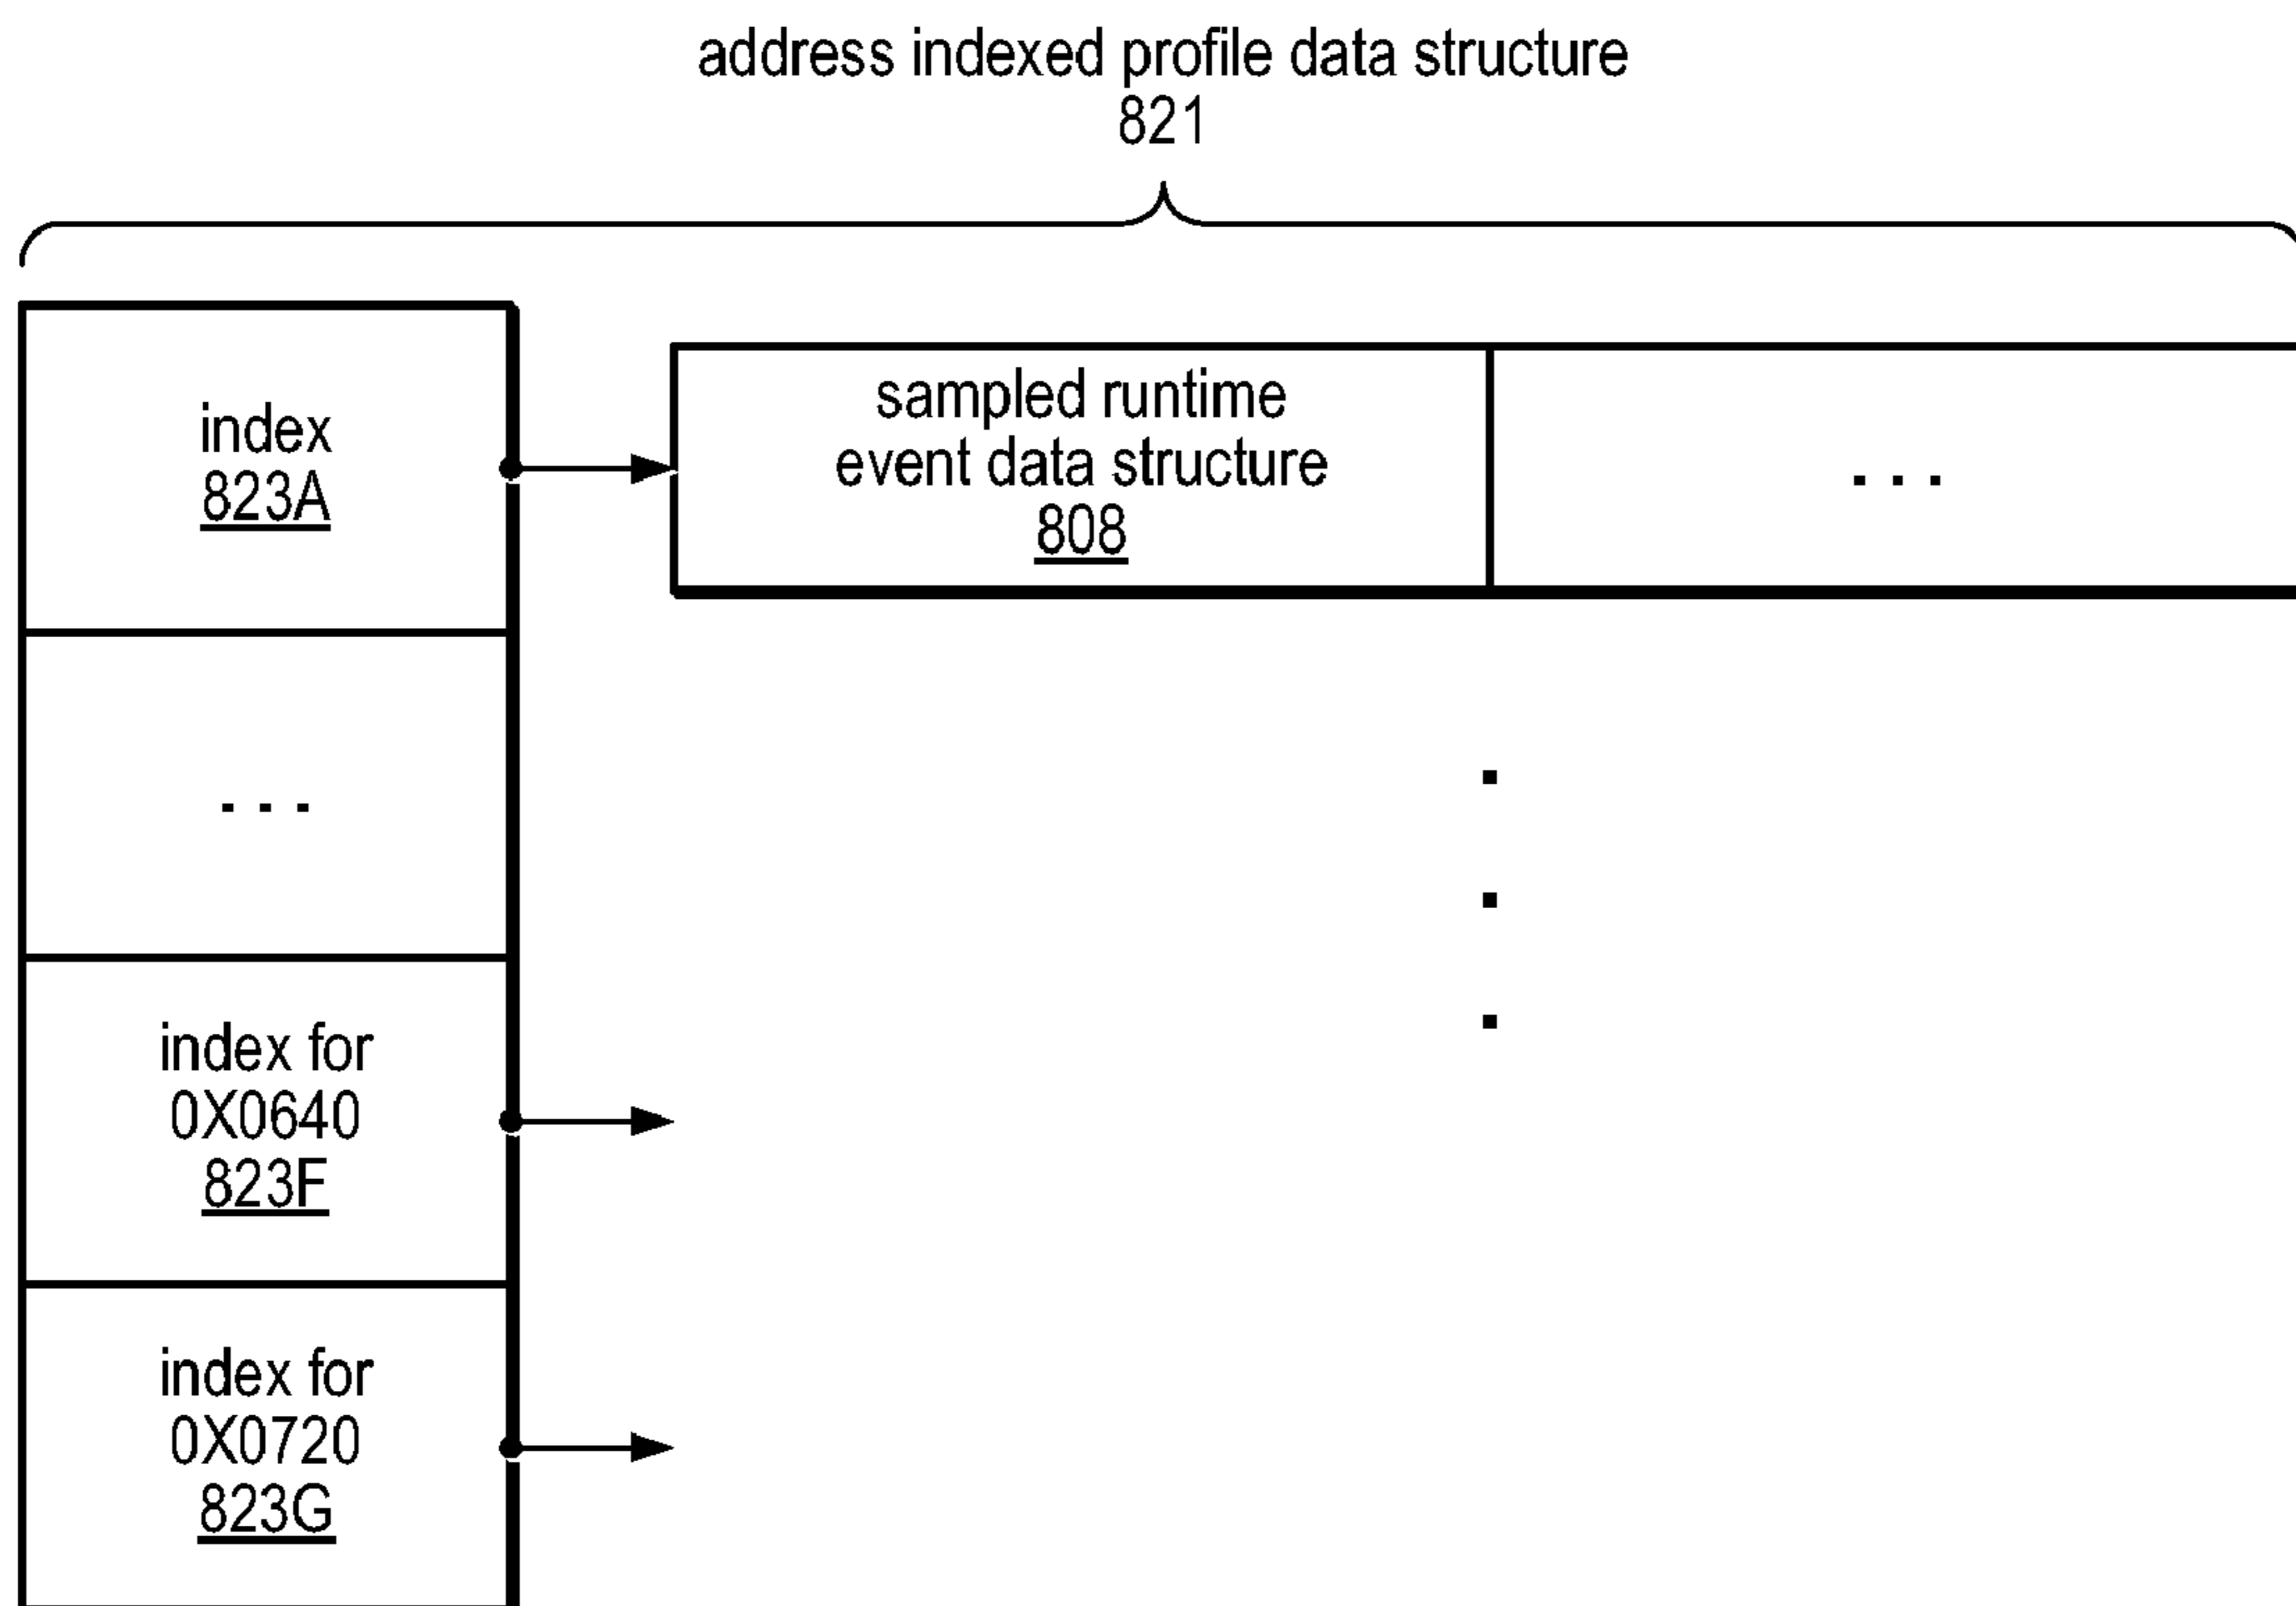 address indexed profile data structure
821
index
823A
sampled runtime
event data structure
808
. . .
. . .
index for
0X0640
823F
index for
0X0720
823G